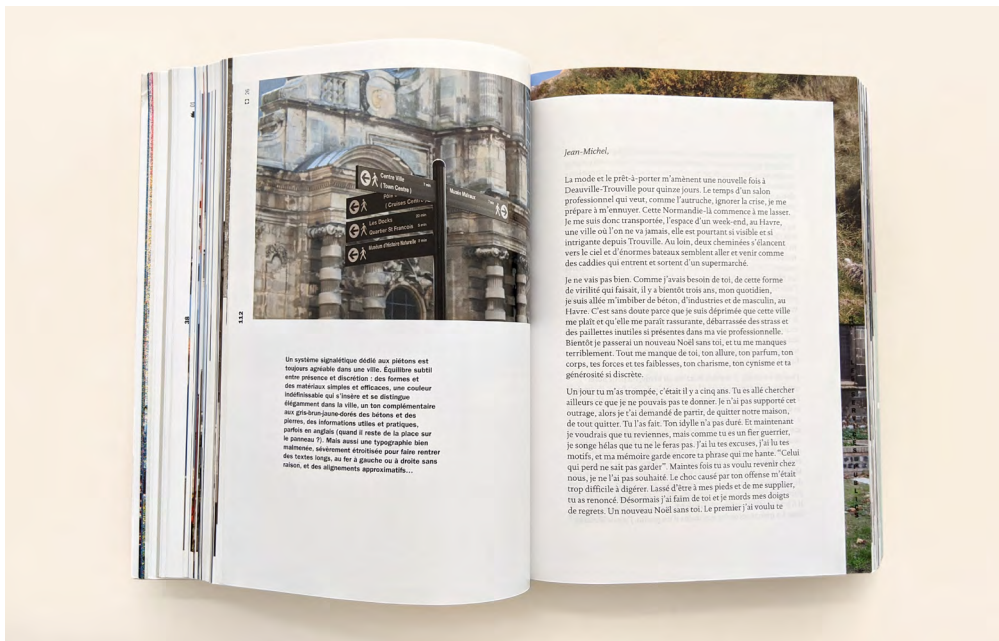 36
38
112
Centre Ville
( Town Centre )
7 min
( Cruises
Les Docks
Quartier St Francois
Muséum d'Histoire Naturelle
Musée Malraux
Un système signalétique dédié aux piétons est
toujours agréable dans une ville. Équilibre subtil
entre présence et discrétion : des formes et
des matériaux simples et efficaces, une couleur
indéfinissable qui s'insère et se distingue
élégamment dans la ville, un ton complémentaire
aux gris-brun-jaune-dorés des bétons et des
pierres, des informations utiles et pratiques,
parfois en anglais (quand il reste de la place sur
le panneau ?). Mais aussi une typographie bien
malmenée, sévèrement étroitisée pour faire rentrer
des textes longs, au fer à gauche ou à droite sans
raison, et des alignements approximatifs…
Jean-Michel,
La mode et le prêt-à-porter m'amènent une nouvelle fois à
Deauville-Trouville pour quinze jours. Le temps d'un salon
professionnel qui veut, comme l'autruche, ignorer la crise, je me
prépare à m'ennuyer. Cette Normandie-là commence à me lasser.
Je me suis donc transportée, l'espace d'un week-end, au Havre,
une ville où l'on ne va jamais, elle est pourtant si visible et si
intrigante depuis Trouville. Au loin, deux cheminées s'élancent
vers le ciel et d'énormes bateaux semblent aller et venir comme
des caddies qui entrent et sortent d'un supermarché.
Je ne vais pas bien. Comme j'avais besoin de toi, de cette forme
de virilité qui faisait, il y a bientôt trois ans, mon quotidien,
je suis allée m'imbiber de béton, d'industries et de masculin, au
Havre. C'est sans doute parce que je suis déprimée que cette ville
me plaît et qu'elle me paraît rassurante, débarrassée des strass et
des paillettes inutiles si présentes dans ma vie professionnelle.
Bientôt je passerai un nouveau Noël sans toi, et tu me manques
terriblement. Tout me manque de toi, ton allure, ton parfum, ton
corps, tes forces et tes faiblesses, ton charisme, ton cynisme et ta
générosité si discrète.
Un jour tu m'as trompée, c'était il y a cinq ans. Tu es allé chercher
ailleurs ce que je ne pouvais pas te donner. Je n'ai pas supporté cet
outrage, alors je t'ai demandé de partir, de quitter notre maison,
de tout quitter. Tu l'as fait. Ton idylle n'a pas duré. Et maintenant
je voudrais que tu reviennes, mais comme tu es un fier guerrier,
je songe hélas que tu ne le feras pas. J'ai lu tes excuses, j'ai lu tes
motifs, et ma mémoire garde encore ta phrase qui me hante. "Celui
qui perd ne sait pas garder". Maintes fois tu as voulu revenir chez
nous, je ne l'ai pas souhaité. Le choc causé par ton offense m'était
trop difficile à digérer. Lassé d'être à mes pieds et de me supplier,
tu as renoncé. Désormais j'ai faim de toi et je mords mes doigts
de regrets. Un nouveau Noël sans toi. Le premier j'ai voulu te